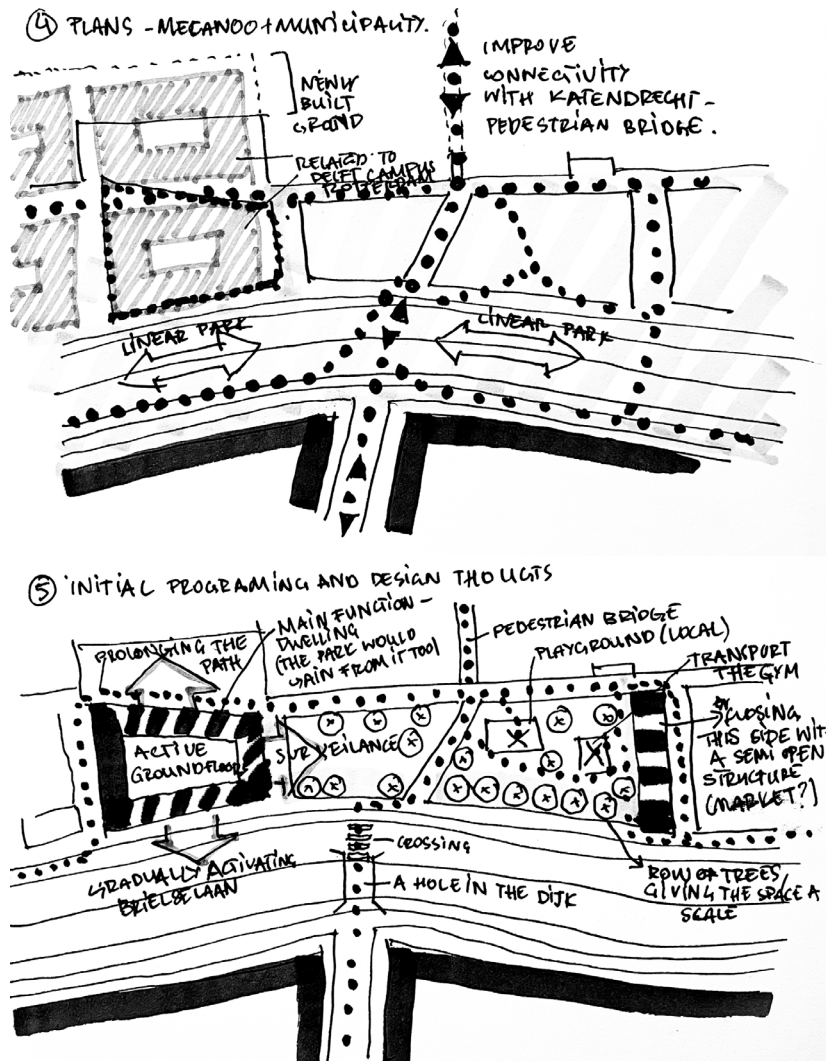 4 PLANS - MECANOO + MUNICIPALITY.
IMPROVE
CONNECTIVITY
WITH KATENDRECHT -
PEDESTRIAN BRIDGE.
NEWLY
BUILT
GROND
RELATED TO
DELFT CAMPUS
ROTTERDAM
LINEAR PARK
LINEAR PARK
5 INITIAL PROGRAMING AND DESIGN THOUGTS
PROLONGING THE
PATH
MAIN FUNCTION -
DWELLING
(THE PARK WOULD
GAIN FROM IT TOO)
PEDESTRIAN BRIDGE
PLAYGROUND (LOCAL)
TRANSPORT
THE GYM
OR
CLOSING
THIS SIDE WITH
A SEMI OPEN
STRUCTURE
(MARKET?)
ACTIVE
GROUNDFLOOR
SURVEILANCE
GRADUALLY ACTIVATING
BRIELSELAAN
CROSSING
A HOLE IN THE DIJK
ROW OF TREES
GIVING THE SPACE A
SCALE